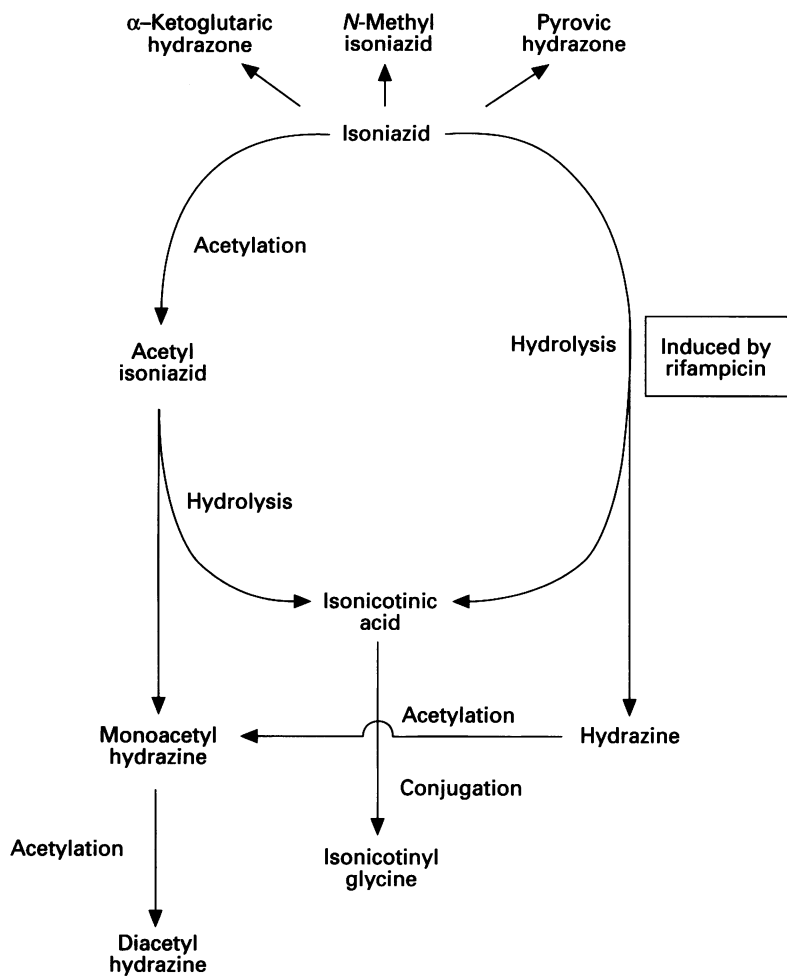 α–Ketoglutaric
hydrazone
N-Methyl
isoniazid
Pyrovic
hydrazone
Isoniazid
Acetylation
Acetyl
isoniazid
Hydrolysis
Induced by
rifampicin
Hydrolysis
Isonicotinic
acid
Monoacetyl
hydrazine
Acetylation
Hydrazine
Conjugation
Acetylation
Isonicotinyl
glycine
Diacetyl
hydrazine